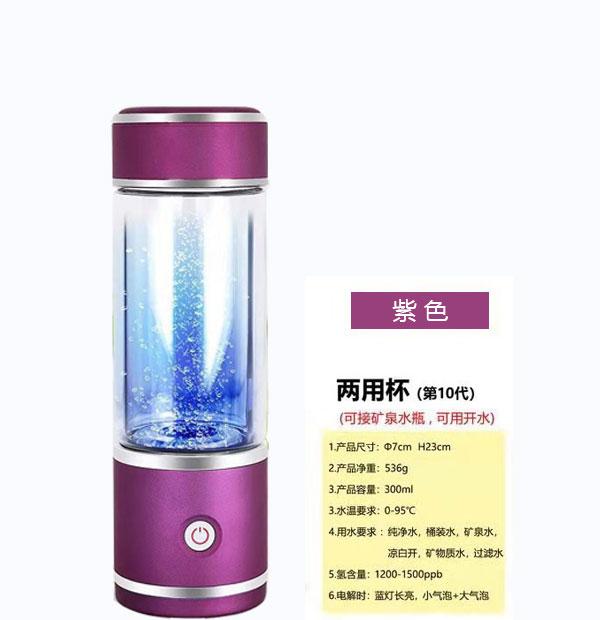 紫色
两用杯（第10代）
(可接矿泉水瓶，可用开水)
1.产品尺寸：Φ7cm H23cm
2.产品净重：536g
3.产品容量：300ml
3.水温要求：0-95℃
4.用水要求：纯净水，桶装水，矿泉水，
凉白开，矿物质水，过滤水
5.氢含量：1200-1500ppb
6.电解时：蓝灯长亮，小气泡+大气泡